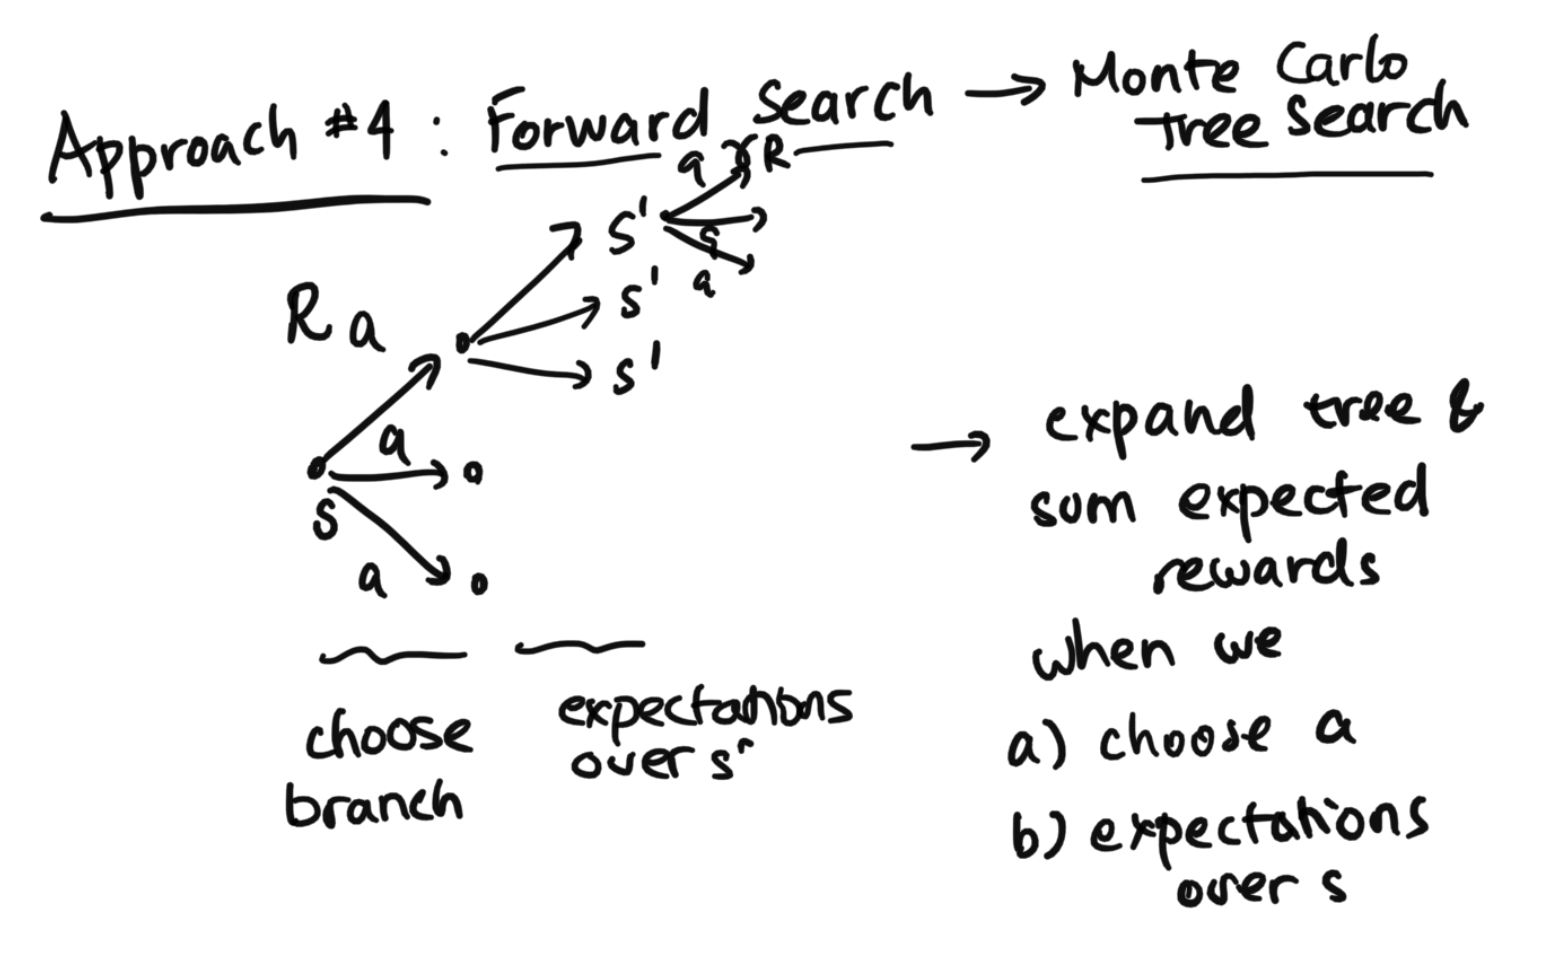 Approach #4 : Forward Search → Monte Carlo
Tree Search
a γR
s'
a
a
s'
R a
s'
a
s
a
→ expand tree &
sum expected
rewards
when we
choose
branch
expectations
over s'
a) choose a
b) expectations
over s